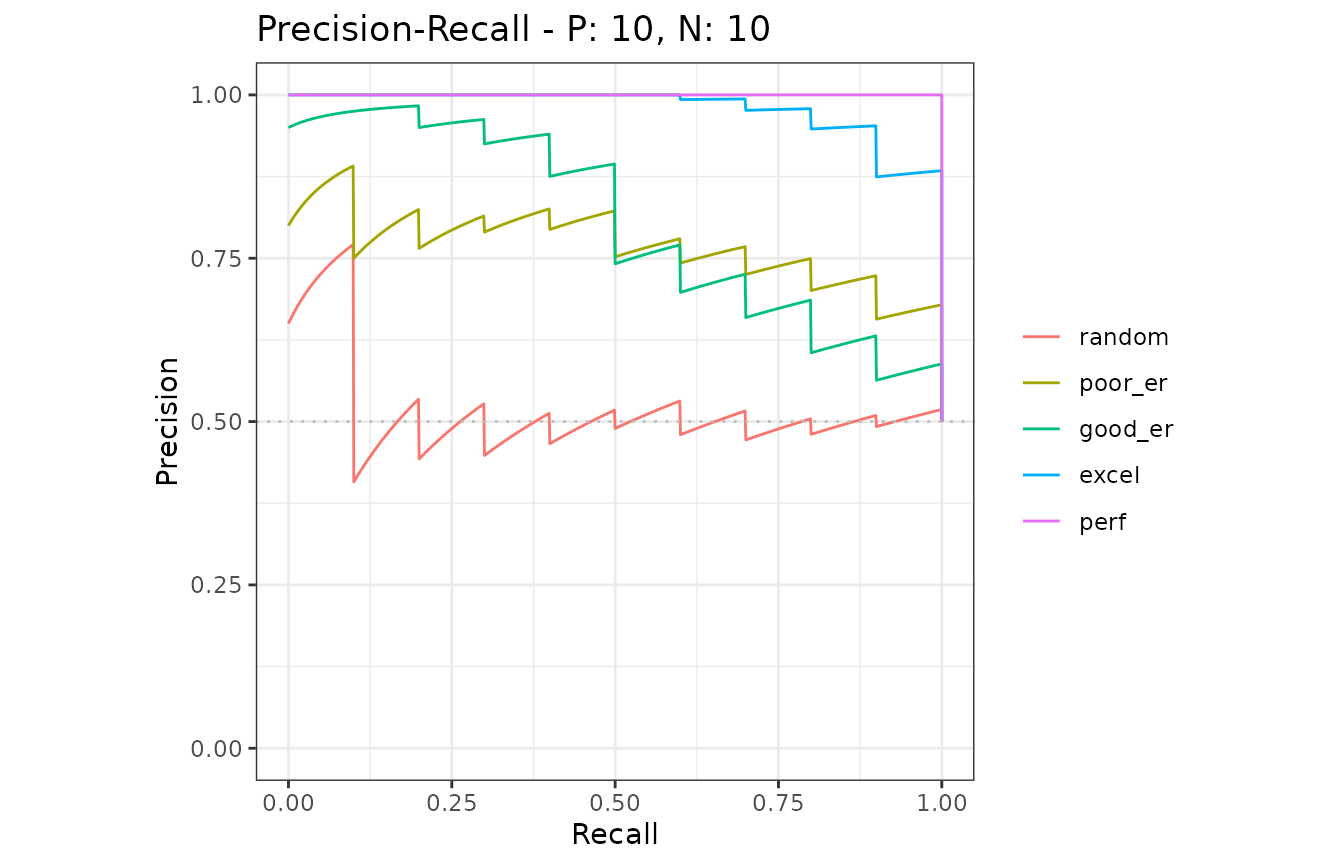 Precision-Recall - P: 10, N: 10
Precision
1.00
0.75
0.50
0.25
0.00
0.00 0.25 0.50 0.75 1.00
Recall
random
poor_er
good_er
excel
perf